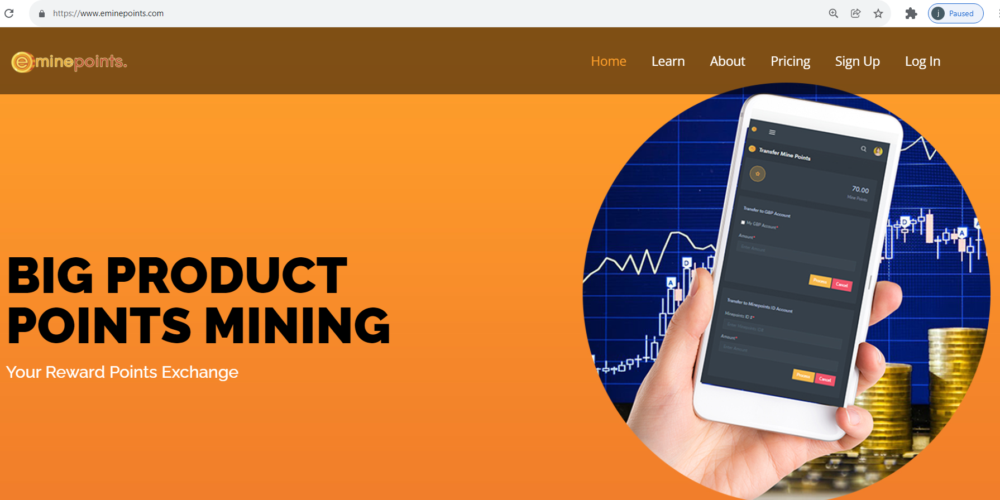 https://www.eminepoints.com
j Paused
eminepoints.
Home Learn About Pricing Sign Up Log In
BIG PRODUCT
POINTS MINING
Your Reward Points Exchange
Transfer Mine Points
70.00
Mine Points
Transfer to GBP Account
My GBP Account*
Amount*
Enter Amount
Process Cancel
Transfer to Minepoints ID Account
Minepoints ID #*
Enter Minepoints ID#
Amount*
Enter Amount
Process Cancel
D
A
D
A
A